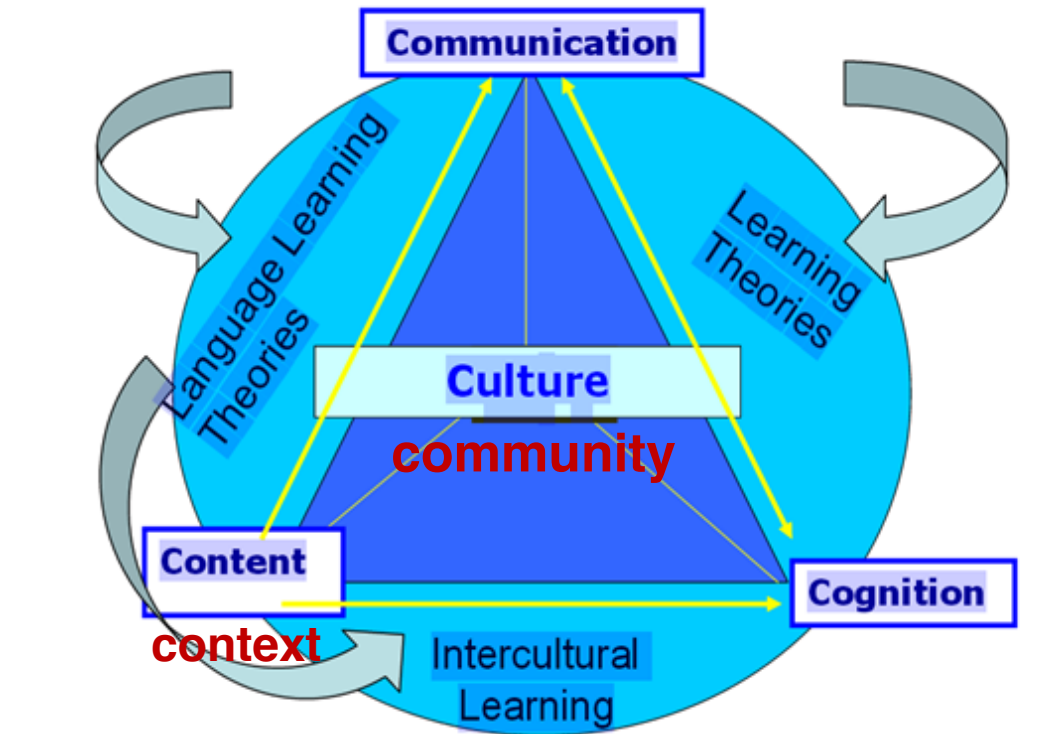 Communication
Language Learning
Theories
Learning
Theories
Culture
community
Content
Cognition
context
Intercultural
Learning